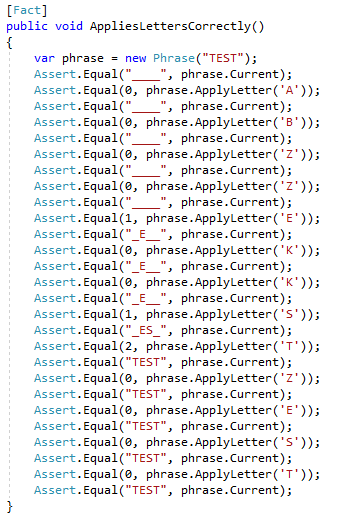 [Fact]
public void AppliesLettersCorrectly()
{
    var phrase = new Phrase("TEST");
    Assert.Equal("____", phrase.Current);
    Assert.Equal(0, phrase.ApplyLetter('A'));
    Assert.Equal("____", phrase.Current);
    Assert.Equal(0, phrase.ApplyLetter('B'));
    Assert.Equal("____", phrase.Current);
    Assert.Equal(0, phrase.ApplyLetter('Z'));
    Assert.Equal("____", phrase.Current);
    Assert.Equal(0, phrase.ApplyLetter('Z'));
    Assert.Equal("____", phrase.Current);
    Assert.Equal(1, phrase.ApplyLetter('E'));
    Assert.Equal("_E__", phrase.Current);
    Assert.Equal(0, phrase.ApplyLetter('K'));
    Assert.Equal("_E__", phrase.Current);
    Assert.Equal(0, phrase.ApplyLetter('K'));
    Assert.Equal("_E__", phrase.Current);
    Assert.Equal(1, phrase.ApplyLetter('S'));
    Assert.Equal("_ES_", phrase.Current);
    Assert.Equal(2, phrase.ApplyLetter('T'));
    Assert.Equal("TEST", phrase.Current);
    Assert.Equal(0, phrase.ApplyLetter('Z'));
    Assert.Equal("TEST", phrase.Current);
    Assert.Equal(0, phrase.ApplyLetter('E'));
    Assert.Equal("TEST", phrase.Current);
    Assert.Equal(0, phrase.ApplyLetter('S'));
    Assert.Equal("TEST", phrase.Current);
    Assert.Equal(0, phrase.ApplyLetter('T'));
    Assert.Equal("TEST", phrase.Current);
}